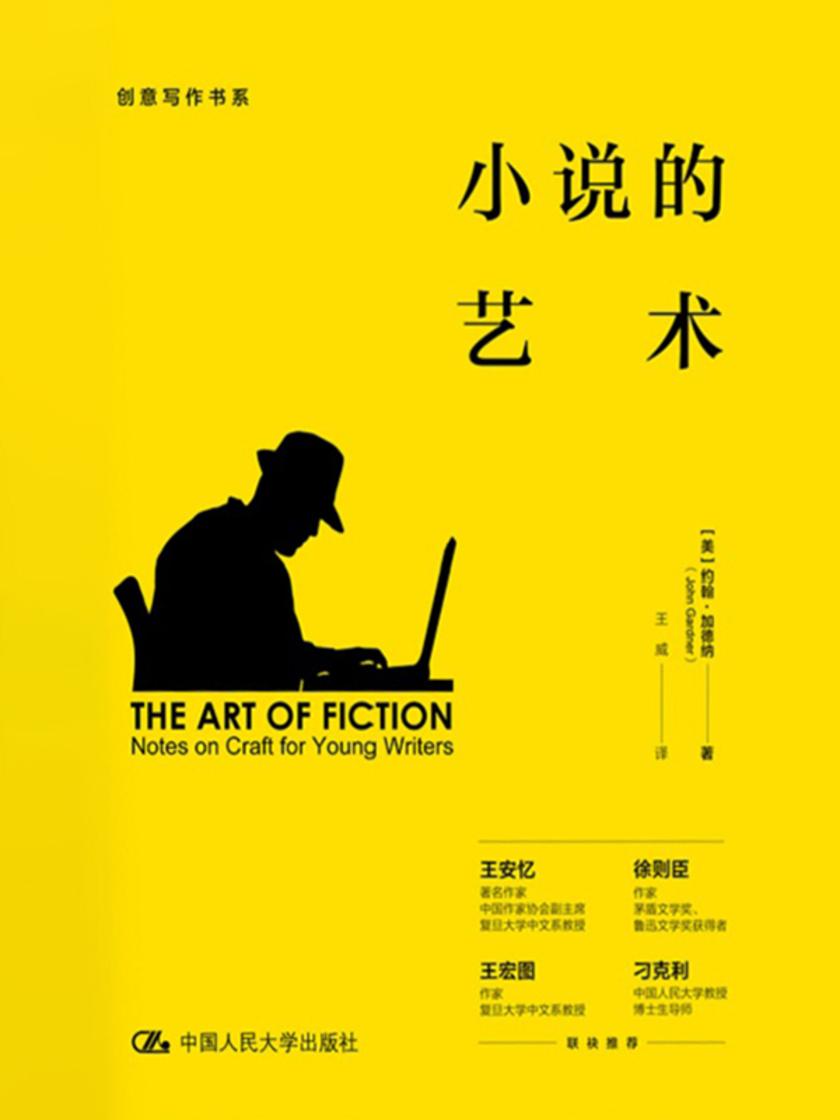 创意写作书系
小说的
艺术
THE ART OF FICTION
Notes on Craft for Young Writers
【美】约翰·加德纳 著
（John Gardner）
王威 译
王安忆
著名作家
中国作家协会副主席
复旦大学中文系教授
徐则臣
作家
茅盾文学奖、
鲁迅文学奖获得者
王宏图
作家
复旦大学中文系教授
刁克利
中国人民大学教授
博士生导师
联袂推荐
中国人民大学出版社